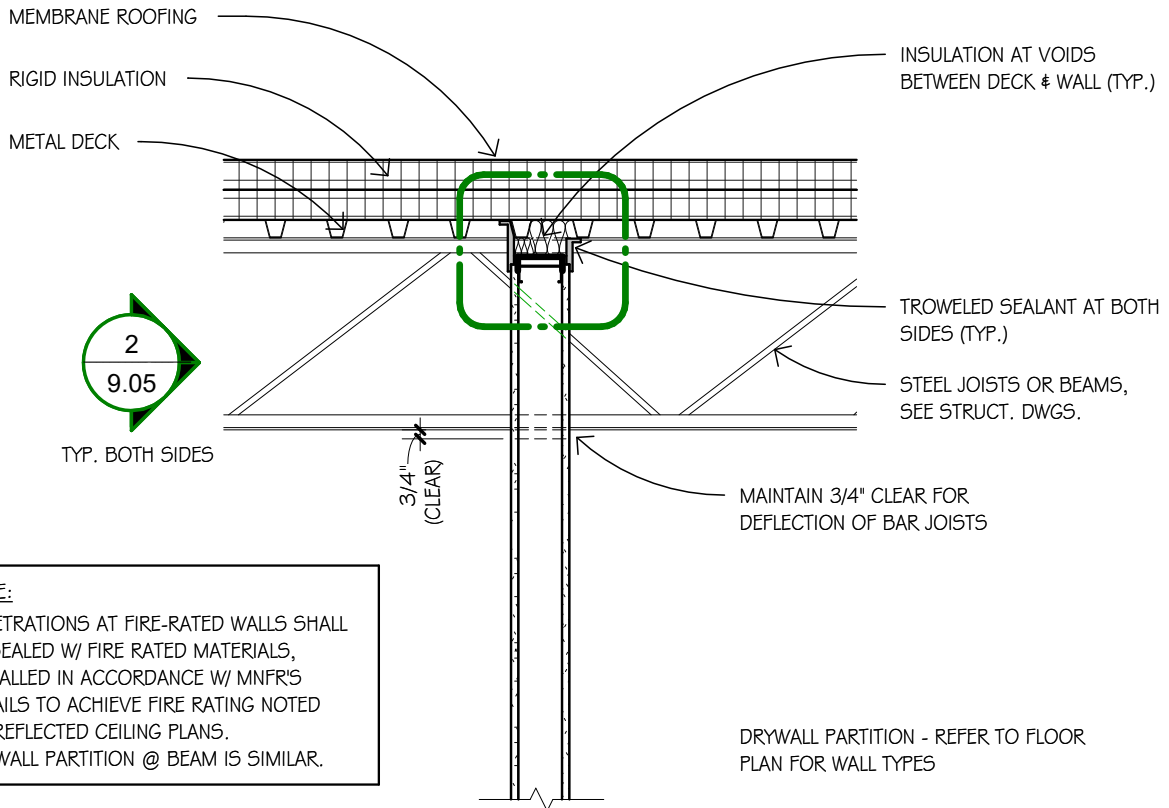 MEMBRANE ROOFING
RIGID INSULATION
METAL DECK
INSULATION AT VOIDS
BETWEEN DECK & WALL (TYP.)
TROWELED SEALANT AT BOTH
SIDES (TYP.)
STEEL JOISTS OR BEAMS,
SEE STRUCT. DWGS.
2
9.05
TYP. BOTH SIDES
3/4"
(CLEAR)
MAINTAIN 3/4" CLEAR FOR
DEFLECTION OF BAR JOISTS
E:
ETRATIONS AT FIRE-RATED WALLS SHALL
SEALED W/ FIRE RATED MATERIALS,
ALLED IN ACCORDANCE W/ MNFR'S
AILS TO ACHIEVE FIRE RATING NOTED
REFLECTED CEILING PLANS.
WALL PARTITION @ BEAM IS SIMILAR.
DRYWALL PARTITION - REFER TO FLOOR
PLAN FOR WALL TYPES